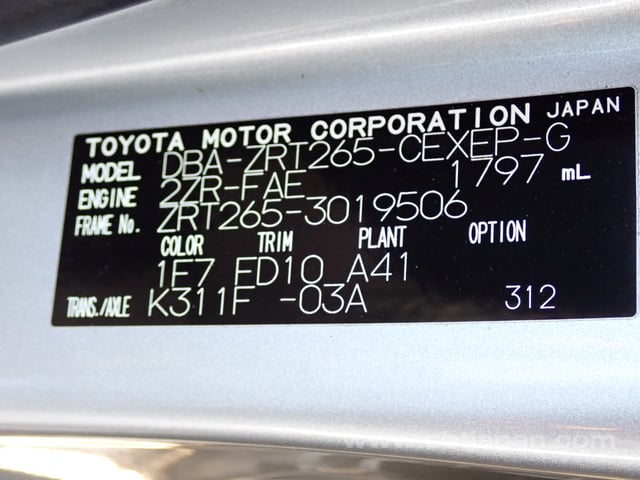 TOYOTA MOTOR CORPORATION JAPAN
MODEL DBA-ZRT265-CEXEP-G
ENGINE 2ZR-FAE 1797 mL
FRAME No. ZRT265-3019506
COLOR TRIM PLANT OPTION
1F7 FD10 A41
TRANS./AXLE K311F -03A 312